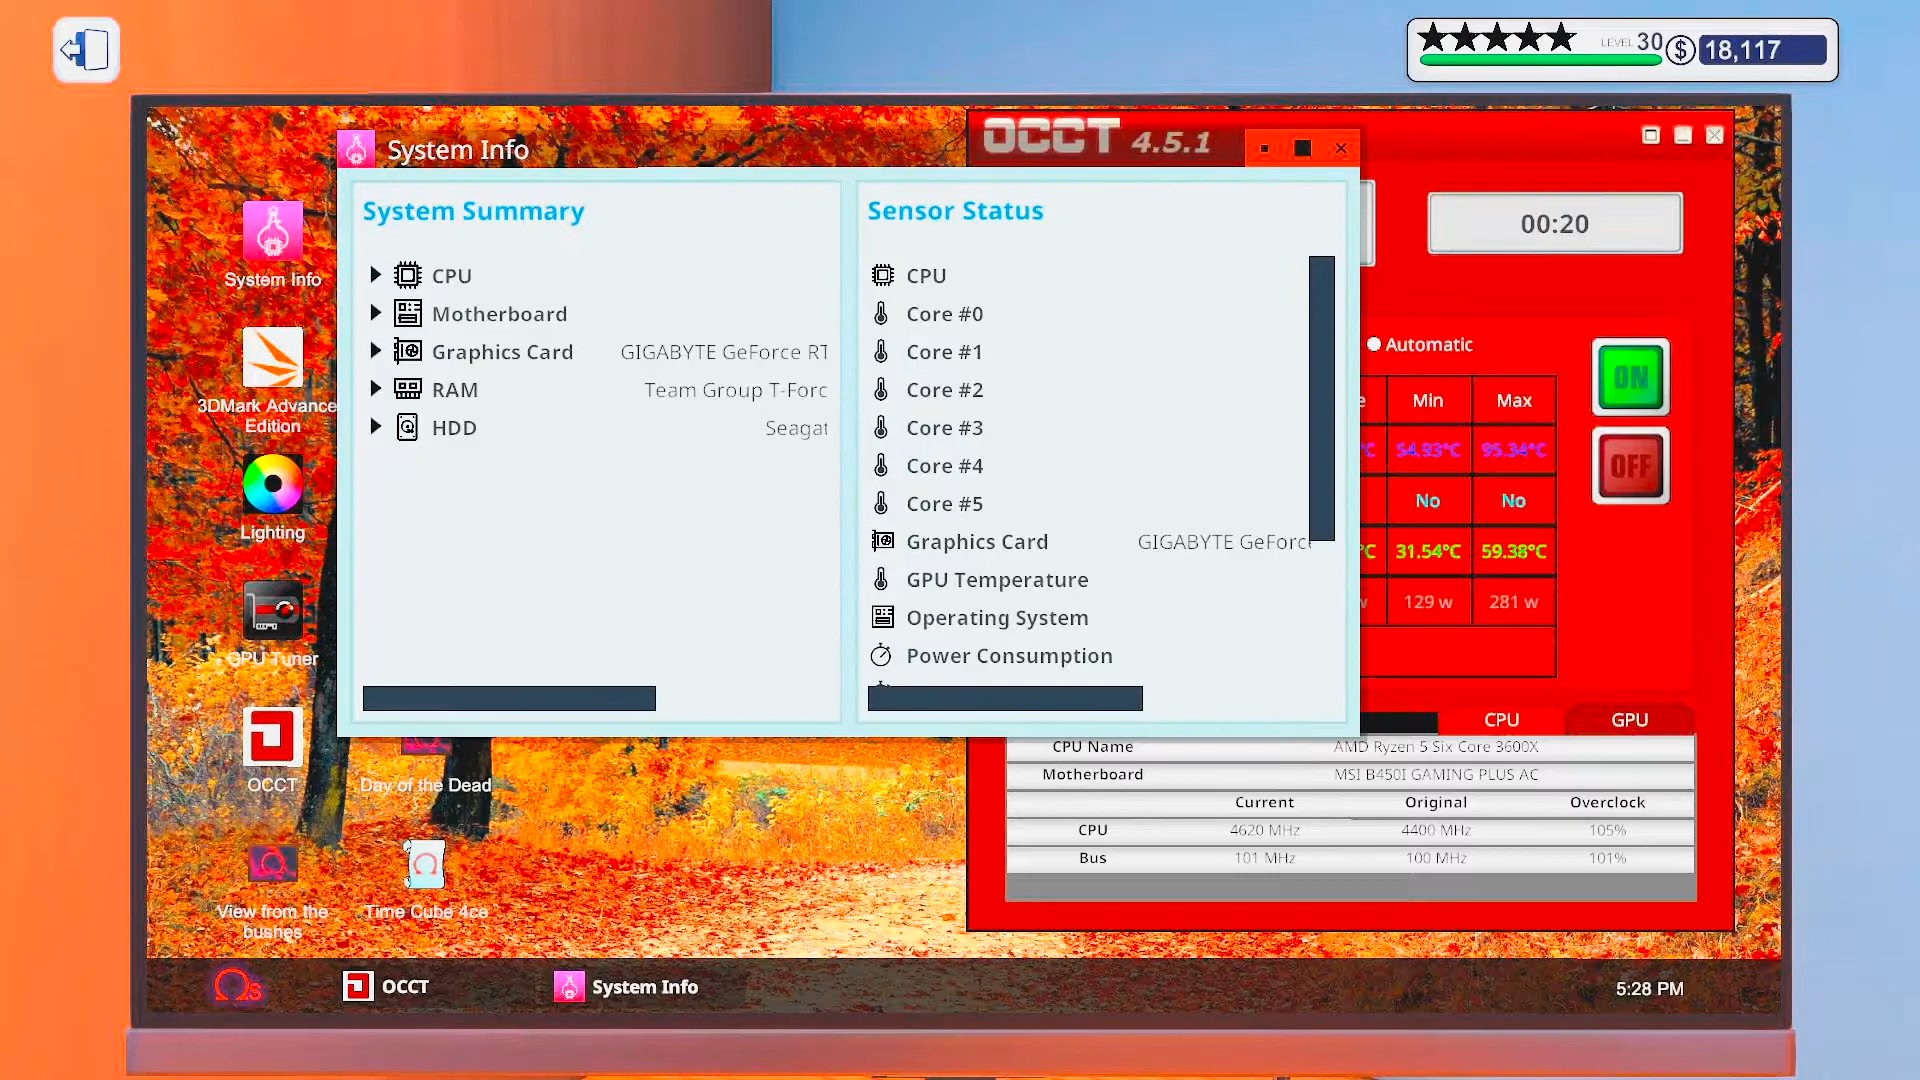 LEVEL 30
$ 18,117
System Info
OCCT 4.5.1
System Summary
CPU
Motherboard
Graphics Card GIGABYTE GeForce RT
RAM Team Group T-Forc
HDD Seagat
Sensor Status
CPU
Core #0
Core #1
Core #2
Core #3
Core #4
Core #5
Graphics Card GIGABYTE GeForc
GPU Temperature
Operating System
Power Consumption
00:20
Automatic
Min Max
54.93°C 95.34°C
No No
31.54°C 59.38°C
129 w 281 w
ON
OFF
CPU GPU
CPU Name AMD Ryzen 5 Six Core 3600X
Motherboard MSI B450I GAMING PLUS AC
Current Original Overclock
CPU 4620 MHz 4400 MHz 105%
Bus 101 MHz 100 MHz 101%
System Info
3DMark Advance
Edition
Lighting
GPU Tuner
OCCT
Day of the Dead
View from the
bushes
Time Cube 4ce
OCCT
System Info
5:28 PM